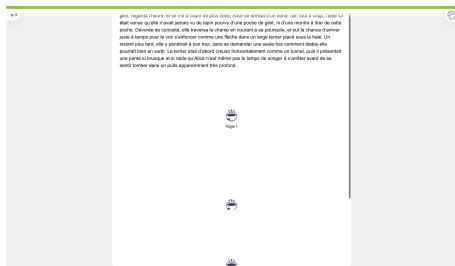 p-3
gilet, regarda l'heure, et se mit à courir de plus belle, Alice se dressa d'un bond, car, tout à coup, l'idée lui
était venue qu'elle n'avait jamais vu de lapin pourvu d'une poche de gilet, ni d'une montre à tirer de cette
poche. Dévorée de curiosité, elle traversa le champ en courant à sa poursuite, et eut la chance d'arriver
juste à temps pour le voir s'enfoncer comme une flèche dans un large terrier placé sous la haie. Un
instant plus tard, elle y pénétrait à son tour, sans se demander une seule fois comment diable elle
pourrait bien en sortir. Le terrier était d'abord creusé horizontalement comme un tunnel, puis il présentait
une pente si brusque et si raide qu'Alice n'eut même pas le temps de songer à s'arrêter avant de se
sentir tomber dans un puits apparemment très profond.
Page 1